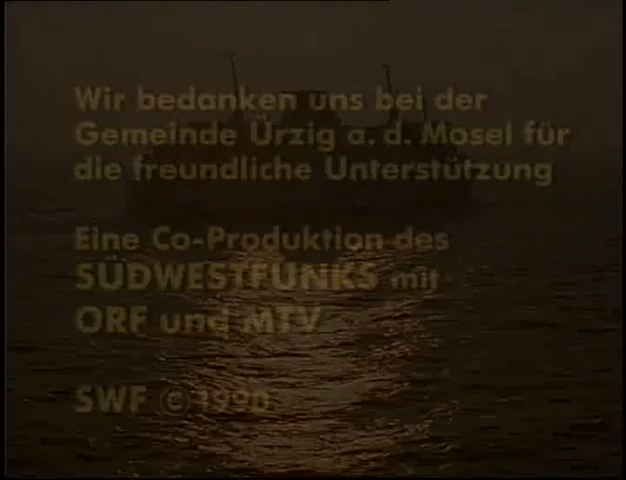 Wir bedanken uns bei der
Gemeinde Ürzig a. d. Mosel für
die freundliche Unterstützung
Eine Co-Produktion des
SÜDWESTFUNKS mit
ORF und MTV
SWF © 1990